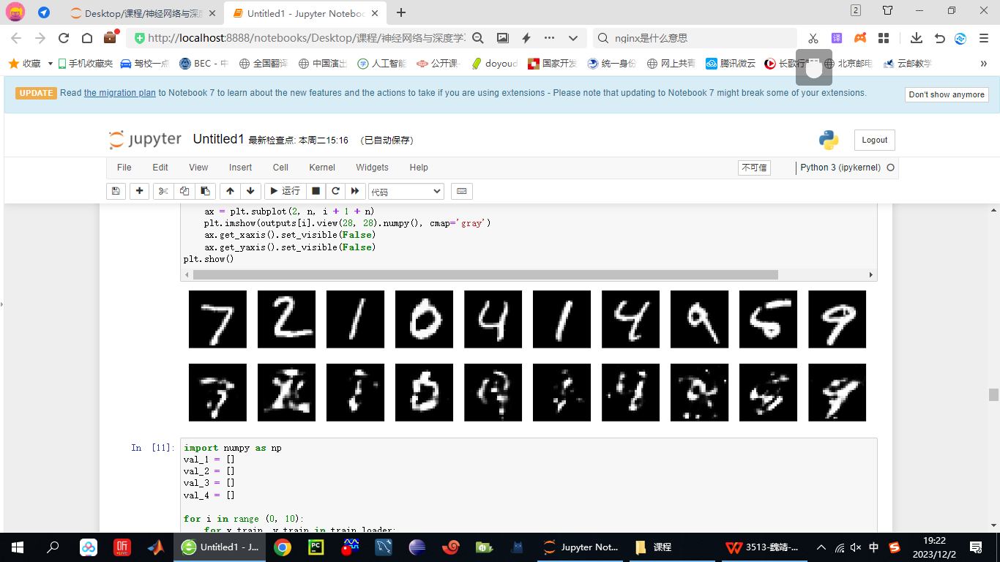 Desktop/课程/神经网络与深度
Untitled1 - Jupyter Notebo
2
http://localhost:8888/notebooks/Desktop/课程/神经网络与深度学习
nginx是什么意思
译
收藏 手机收藏夹 驾校一点 BEC - 中 全国翻译 中国演出 人工智能 公开课 doyoud 国家开发 统一身份 网上共青 腾讯微云 长歌行 北京邮电 云邮教学 »
UPDATE Read the migration plan to Notebook 7 to learn about the new features and the actions to take if you are using extensions - Please note that updating to Notebook 7 might break some of your extensions.
Don't show anymore
jupyter Untitled1 最新检查点: 本周二15:16 (已自动保存)
Logout
File Edit View Insert Cell Kernel Widgets Help
不可信
Python 3 (ipykernel)
运行
代码
ax = plt.subplot(2, n, i + 1 + n)
plt.imshow(outputs[i].view(28, 28).numpy(), cmap='gray')
ax.get_xaxis().set_visible(False)
ax.get_yaxis().set_visible(False)
plt.show()
7 2 1 0 4 1 4 9 5 9
In [11]:
import numpy as np
val_1 = []
val_2 = []
val_3 = []
val_4 = []
for i in range (0, 10):
for x_train, y_train in train_loader:
听
LIVE
Untitled1 - J...
PC
Jupyter Not...
课程
3513-魏靖-...
中
19:22
2023/12/2